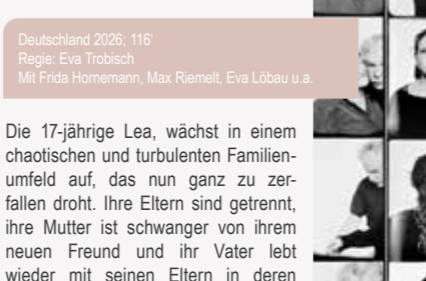 Deutschland 2026; 116'
Regie: Eva Trobisch
Mit Frida Hornemann, Max Riemelt, Eva Löbau u.a.
Die 17-jährige Lea, wächst in einem
chaotischen und turbulenten Familien-
umfeld auf, das nun ganz zu zer-
fallen droht. Ihre Eltern sind getrennt,
ihre Mutter ist schwanger von ihrem
neuen Freund und ihr Vater lebt
wieder mit seinen Eltern in deren